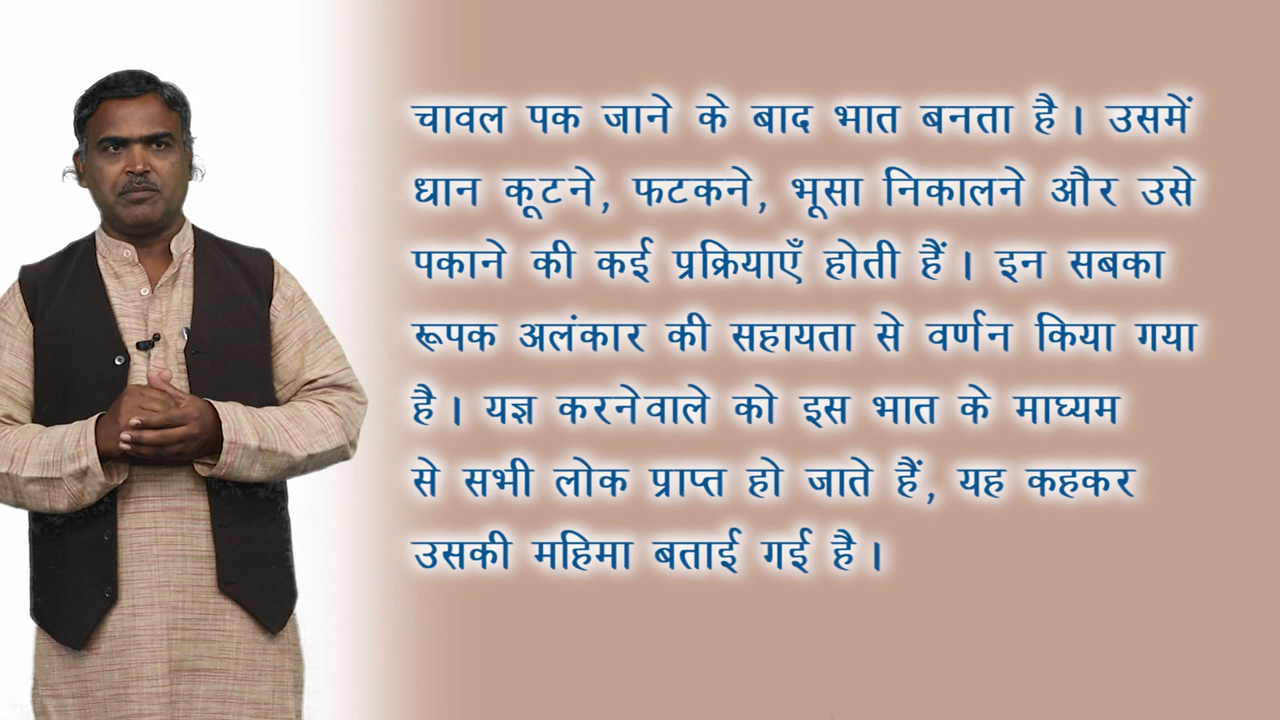 चावल पक जाने के बाद भात बनता है। उसमें
धान कूटने, फटकने, भूसा निकालने और उसे
पकाने की कई प्रक्रियाएँ होती हैं। इन सबका
रूपक अलंकार की सहायता से वर्णन किया गया
है। यज्ञ करनेवाले को इस भात के माघ्यम
से सभी लोक प्राप्त हो जाते हैं, यह कहकर
उसकी महिमा बताई गई है।